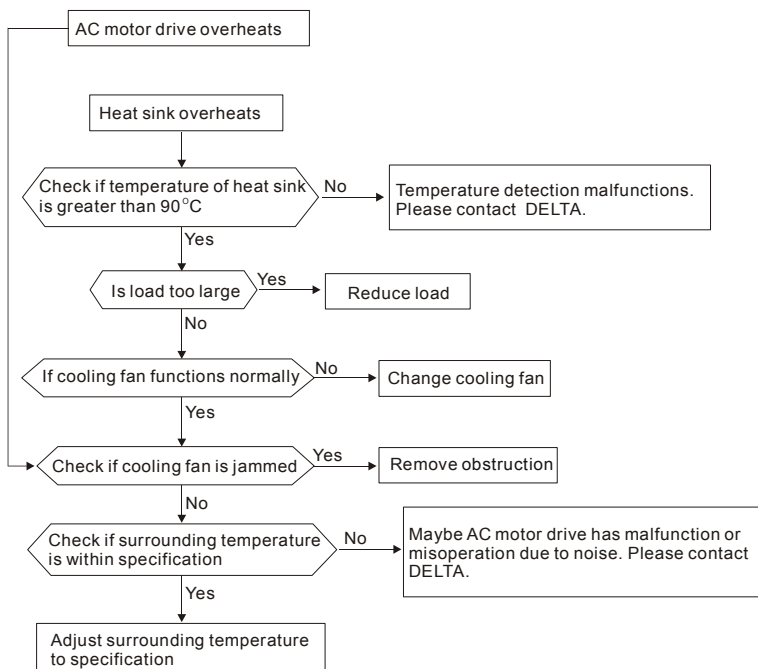 AC motor drive overheats
Heat sink overheats
Check if temperature of heat sink
is greater than 90°C
No
Temperature detection malfunctions.
Please contact DELTA.
Yes
Is load too large
Yes
Reduce load
No
If cooling fan functions normally
No
Change cooling fan
Yes
Check if cooling fan is jammed
Yes
Remove obstruction
No
Check if surrounding temperature
is within specification
No
Maybe AC motor drive has malfunction or
misoperation due to noise. Please contact
DELTA.
Yes
Adjust surrounding temperature
to specification